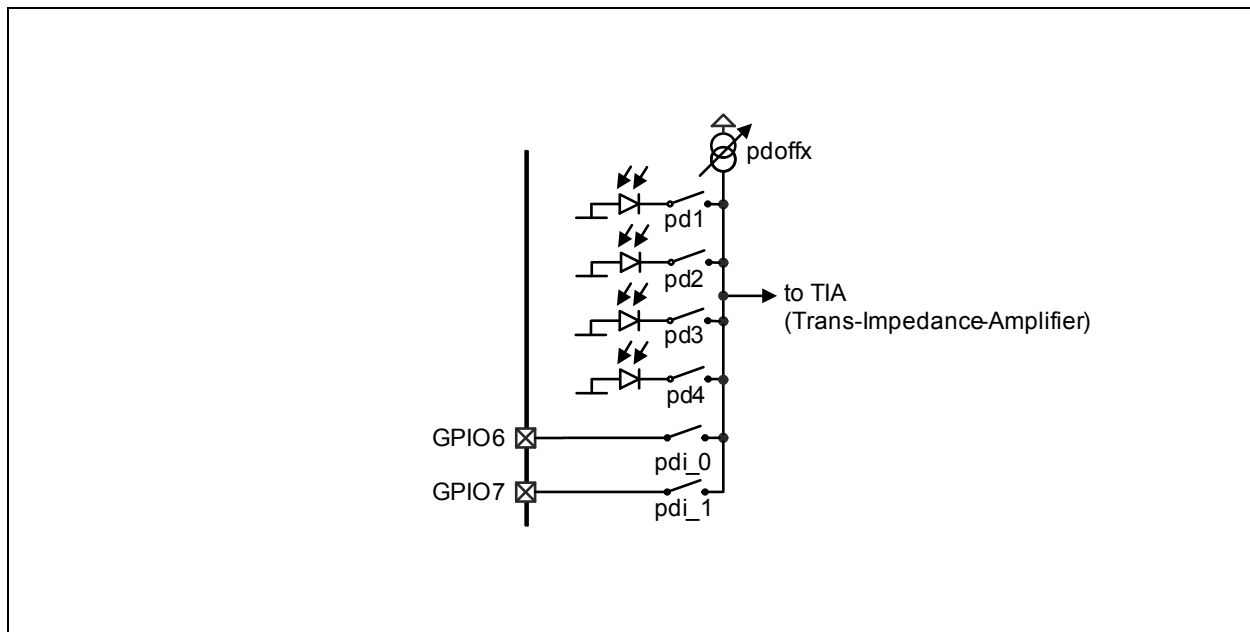 pdoffx
pd1
pd2
to TIA
(Trans-Impedance-Amplifier)
pd3
pd4
GPIO6
pdi_0
GPIO7
pdi_1